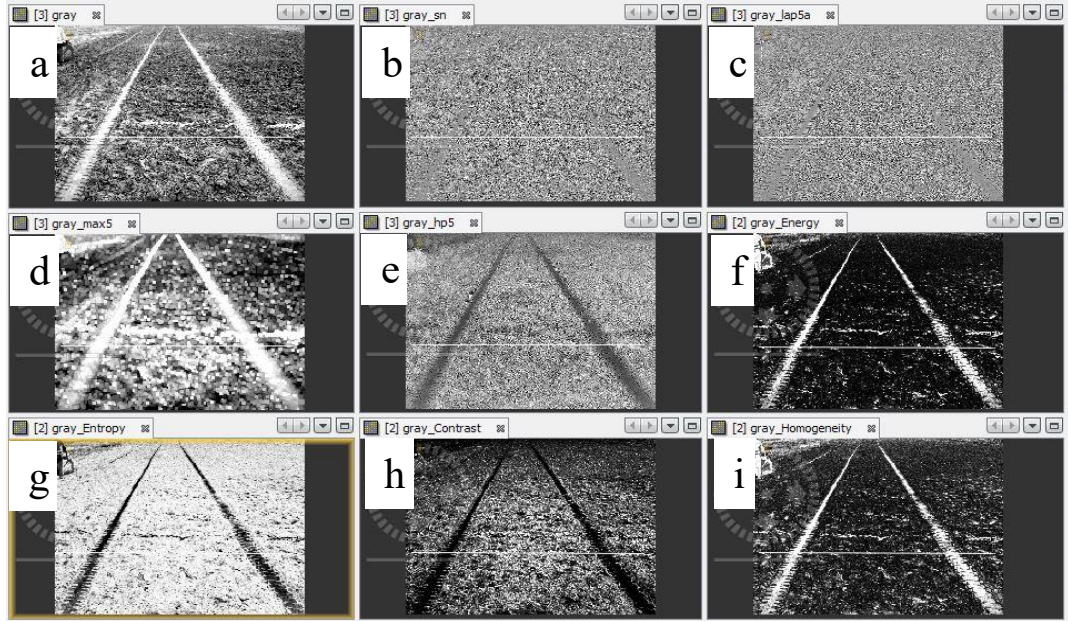 [3] gray
[3] gray_sn
[3] gray_lap5a
a
b
c
[3] gray_max5
[3] gray_hp5
[2] gray_Energy
d
e
f
[2] gray_Entropy
[2] gray_Contrast
[2] gray_Homogeneity
g
h
i